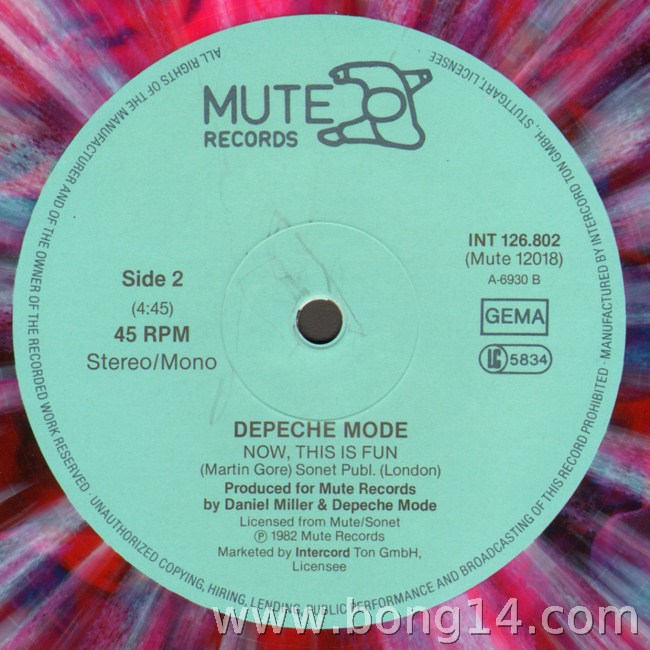 MUTE
RECORDS
INT 126.802
(Mute 12018)
A-6930 B
GEMA
LC 5834
Side 2
(4:45)
45 RPM
Stereo/Mono
DEPECHE MODE
NOW, THIS IS FUN
(Martin Gore) Sonet Publ. (London)
Produced for Mute Records
by Daniel Miller & Depeche Mode
Licensed from Mute/Sonet
℗ 1982 Mute Records
Marketed by Intercord Ton GmbH,
Licensee
ALL RIGHTS OF THE MANUFACTURER AND OF THE OWNER OF THE RECORDED WORK RESERVED · UNAUTHORIZED COPYING, HIRING, LENDING, PUBLIC PERFORMANCE AND BROADCASTING OF THIS RECORD PROHIBITED · MANUFACTURED BY INTERCORD TON GMBH, STUTTGART, LICENSEE
www.bong14.com